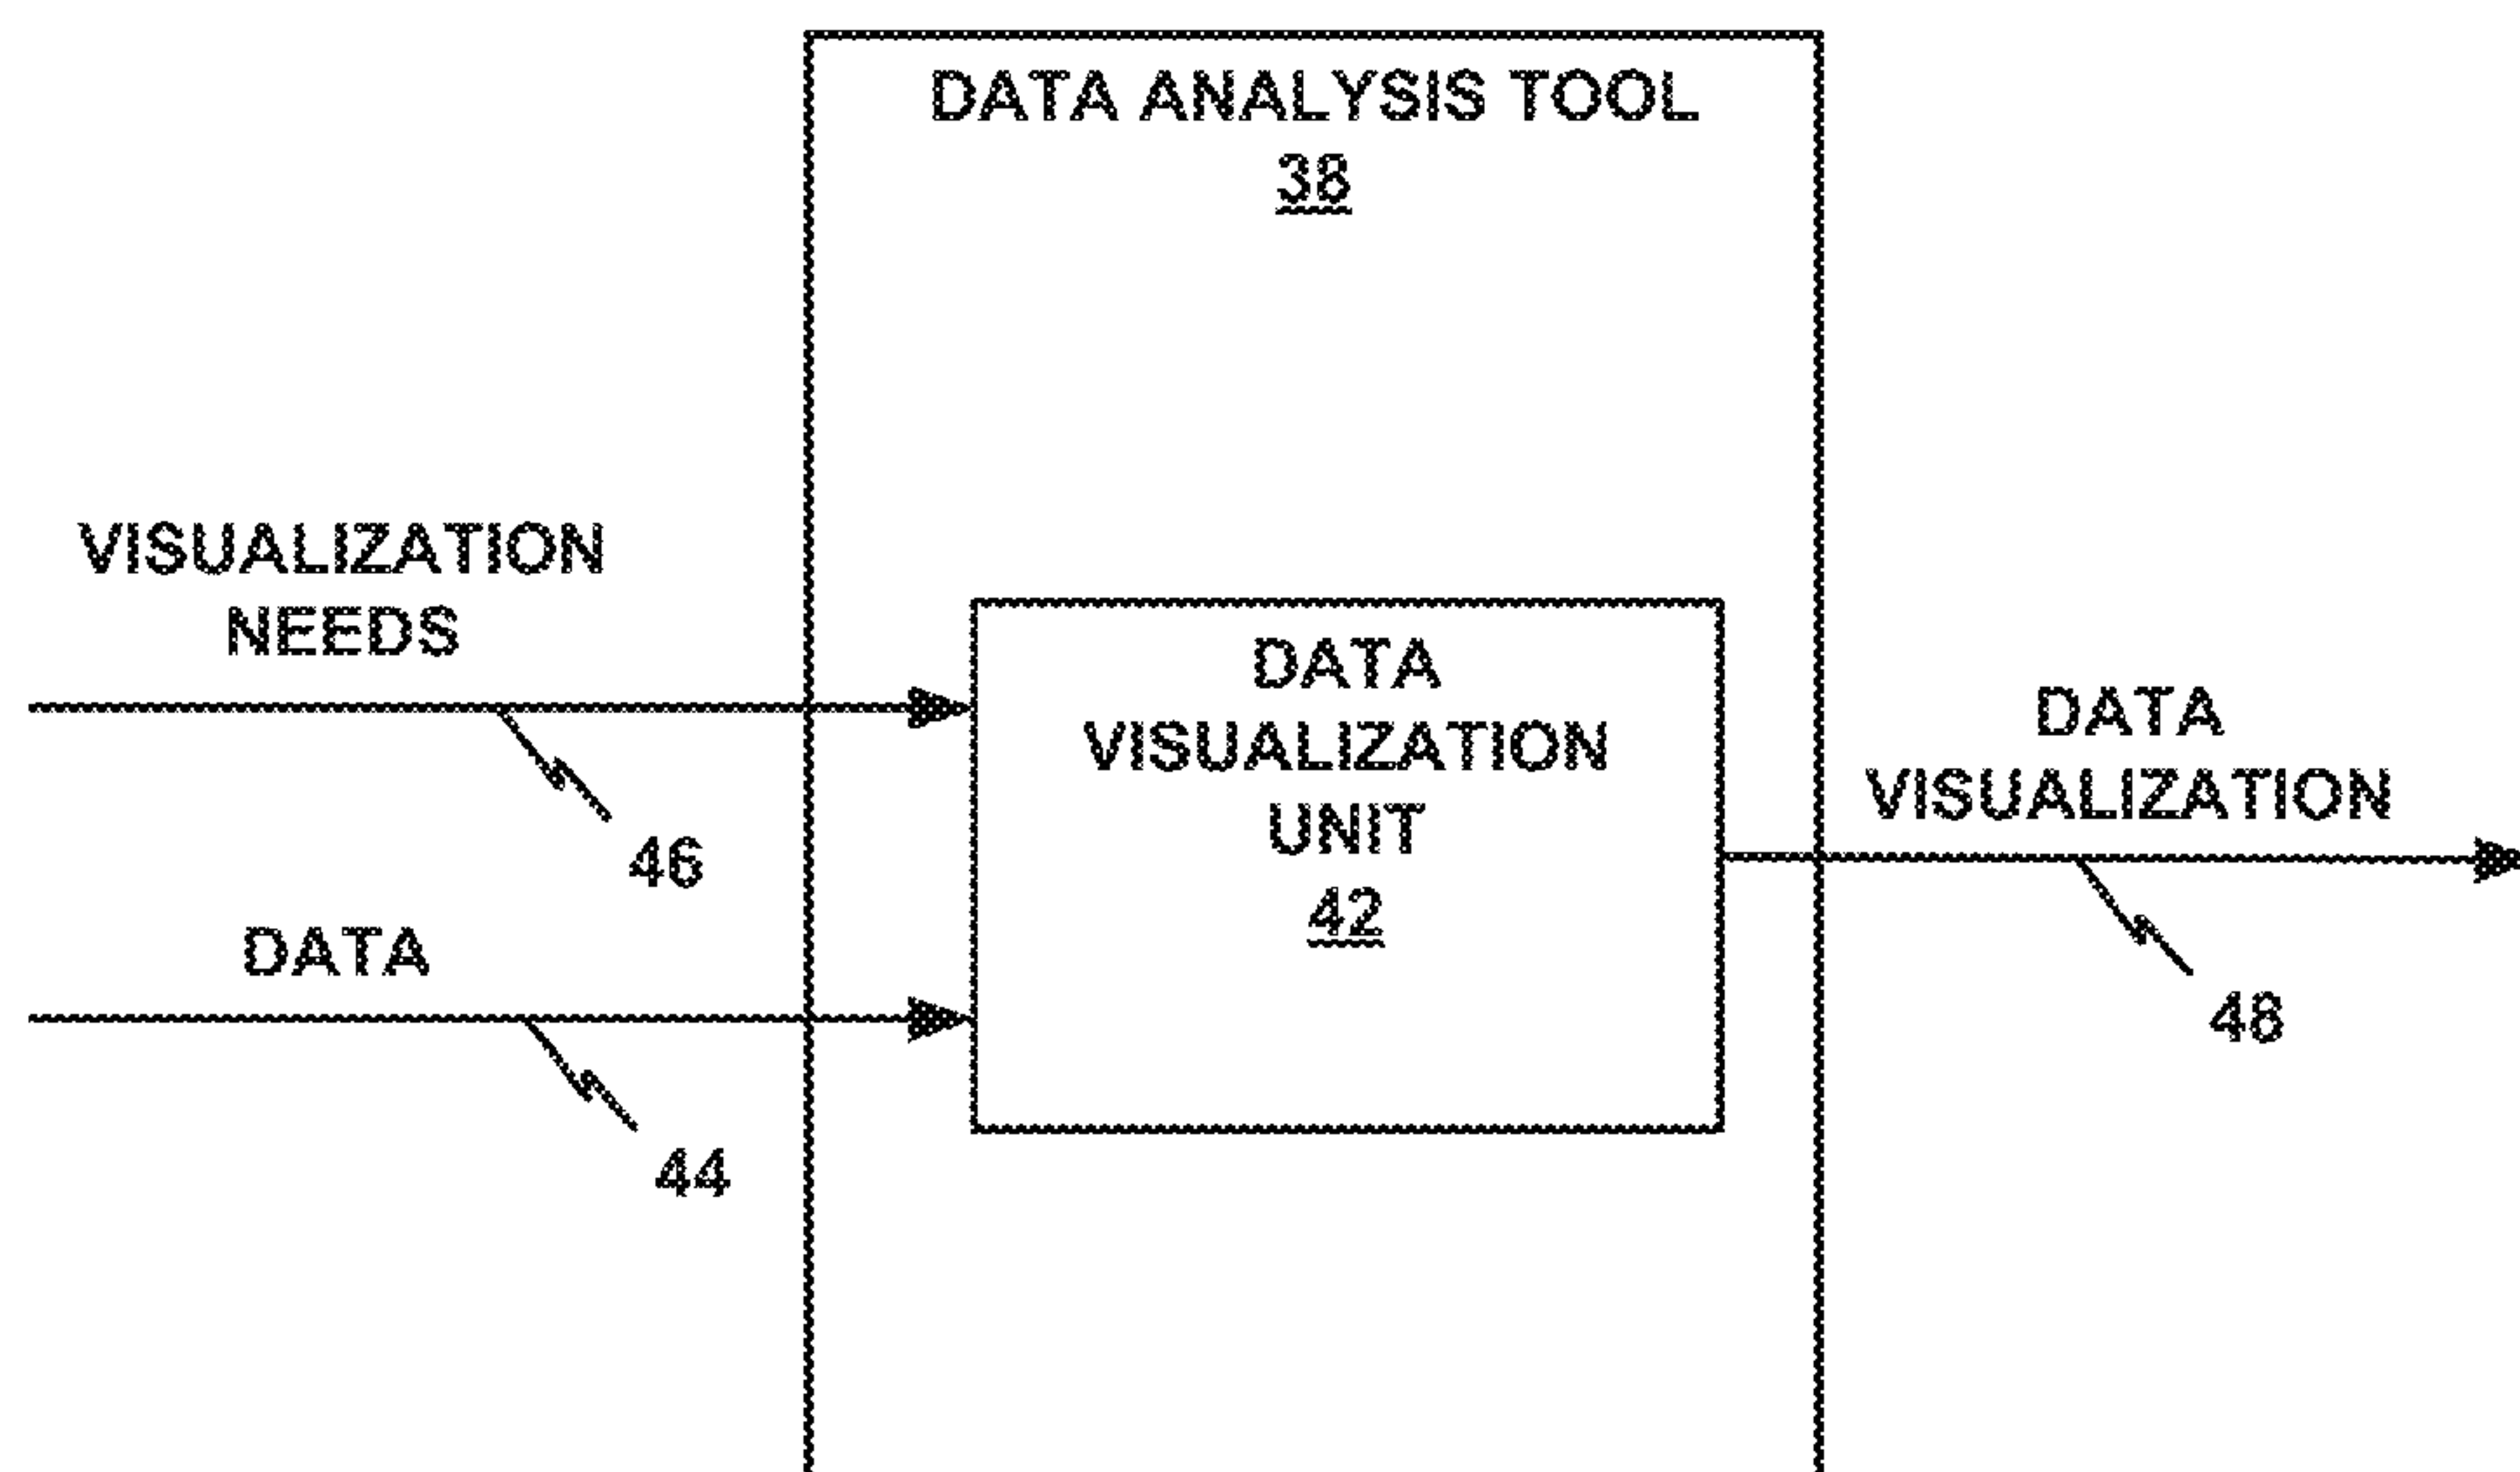 DATA ANALYSIS TOOL
38
VISUALIZATION
NEEDS
46
DATA
44
DATA
VISUALIZATION
UNIT
42
DATA
VISUALIZATION
48